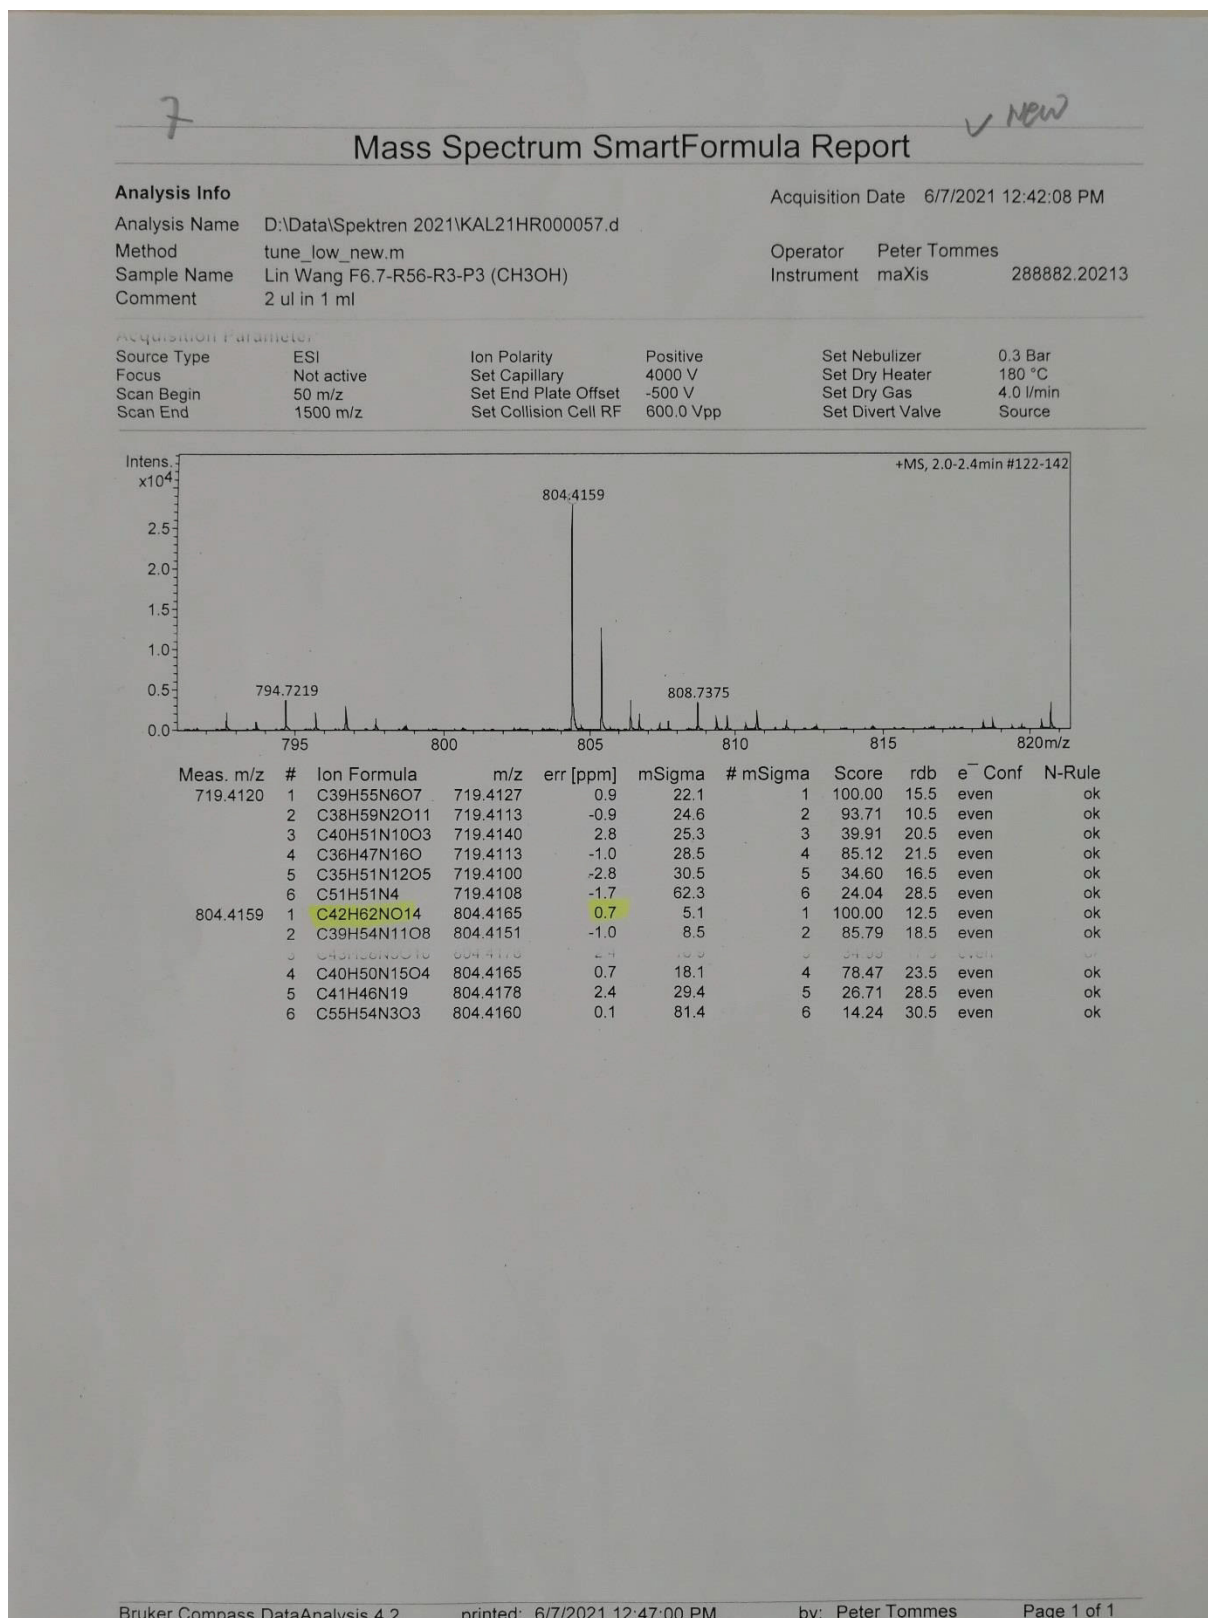 7
✓ New
Mass Spectrum SmartFormula Report
Analysis Info
Acquisition Date 6/7/2021 12:42:08 PM
Analysis Name D:\Data\Spektren 2021\KAL21HR000057.d
Method tune_low_new.m Operator Peter Tommes
Sample Name Lin Wang F6.7-R56-R3-P3 (CH3OH) Instrument maXis 288882.20213
Comment 2 ul in 1 ml
Acquisition Parameter
Source Type ESI Ion Polarity Positive Set Nebulizer 0.3 Bar
Focus Not active Set Capillary 4000 V Set Dry Heater 180 °C
Scan Begin 50 m/z Set End Plate Offset -500 V Set Dry Gas 4.0 l/min
Scan End 1500 m/z Set Collision Cell RF 600.0 Vpp Set Divert Valve Source
Intens.
x10⁴
+MS, 2.0-2.4min #122-142
804.4159
2.5
2.0
1.5
1.0
0.5
794.7219
808.7375
0.0
795 800 805 810 815 820m/z
Meas. m/z # Ion Formula m/z err [ppm] mSigma # mSigma Score rdb e⁻ Conf N-Rule
719.4120 1 C39H55N6O7 719.4127 0.9 22.1 1 100.00 15.5 even ok
2 C38H59N2O11 719.4113 -0.9 24.6 2 93.71 10.5 even ok
3 C40H51N10O3 719.4140 2.8 25.3 3 39.91 20.5 even ok
4 C36H47N16O 719.4113 -1.0 28.5 4 85.12 21.5 even ok
5 C35H51N12O5 719.4100 -2.8 30.5 5 34.60 16.5 even ok
6 C51H51N4 719.4108 -1.7 62.3 6 24.04 28.5 even ok
804.4159 1 C42H62NO14 804.4165 0.7 5.1 1 100.00 12.5 even ok
2 C39H54N11O8 804.4151 -1.0 8.5 2 85.79 18.5 even ok
4 C40H50N15O4 804.4165 0.7 18.1 4 78.47 23.5 even ok
5 C41H46N19 804.4178 2.4 29.4 5 26.71 28.5 even ok
6 C55H54N3O3 804.4160 0.1 81.4 6 14.24 30.5 even ok
Bruker Compass DataAnalysis 4.2 printed: 6/7/2021 12:47:00 PM by: Peter Tommes Page 1 of 1